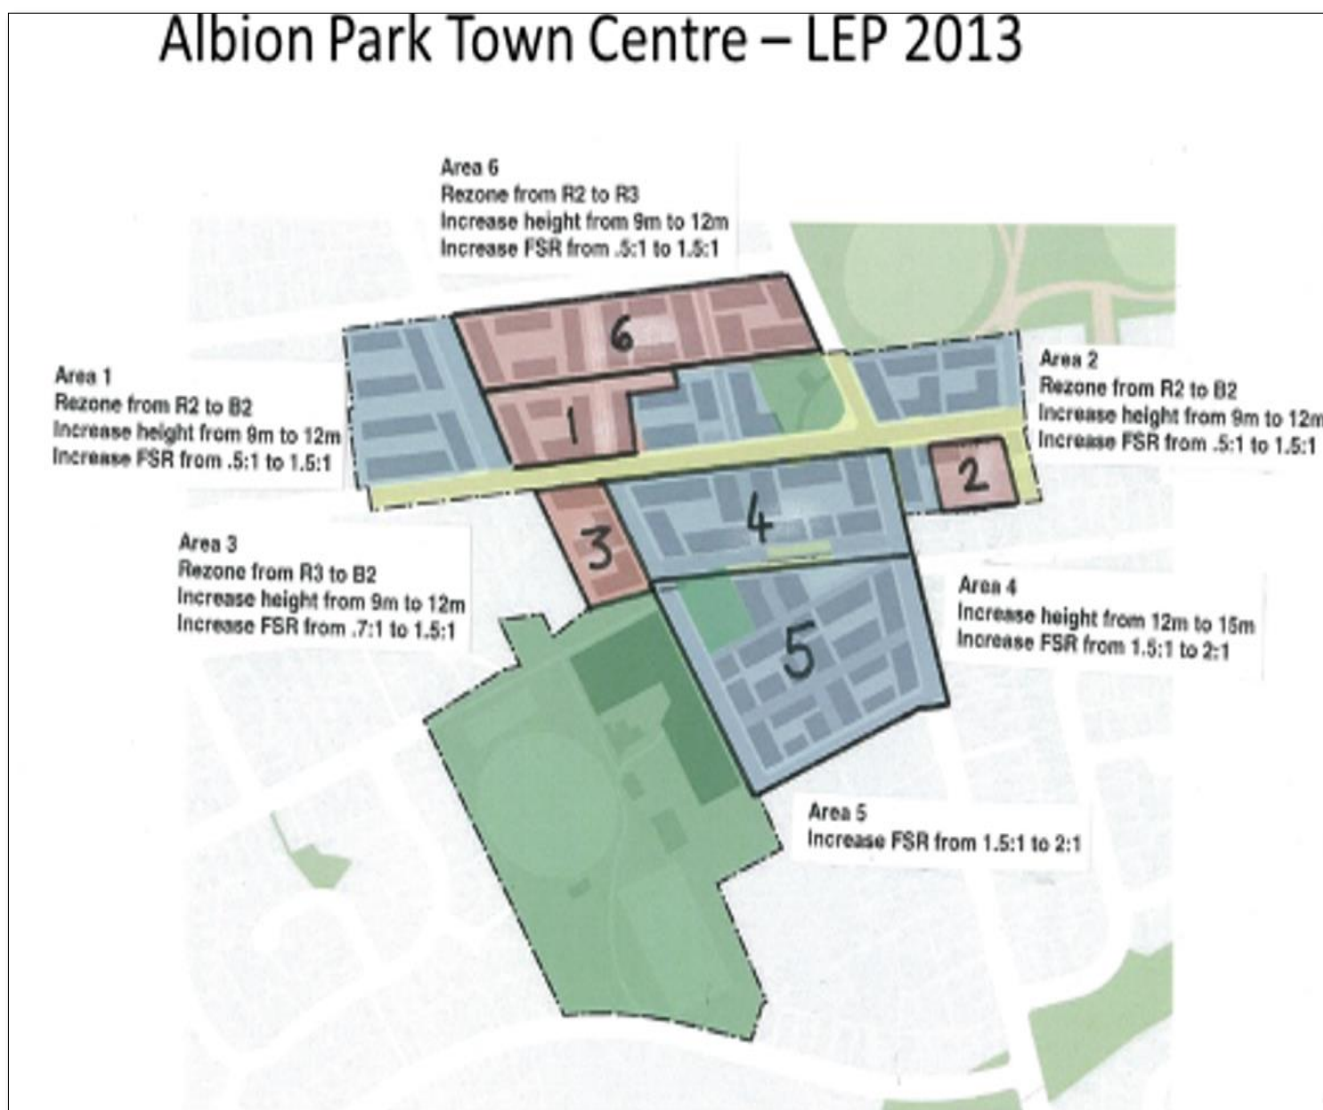 Albion Park Town Centre – LEP 2013
Area 6
Rezone from R2 to R3
Increase height from 9m to 12m
Increase FSR from .5:1 to 1.5:1
6
Area 1
Rezone from R2 to B2
Increase height from 9m to 12m
Increase FSR from .5:1 to 1.5:1
1
Area 2
Rezone from R2 to B2
Increase height from 9m to 12m
Increase FSR from .5:1 to 1.5:1
2
Area 3
Rezone from R3 to B2
Increase height from 9m to 12m
Increase FSR from .7:1 to 1.5:1
3
4
Area 4
Increase height from 12m to 15m
Increase FSR from 1.5:1 to 2:1
5
Area 5
Increase FSR from 1.5:1 to 2:1